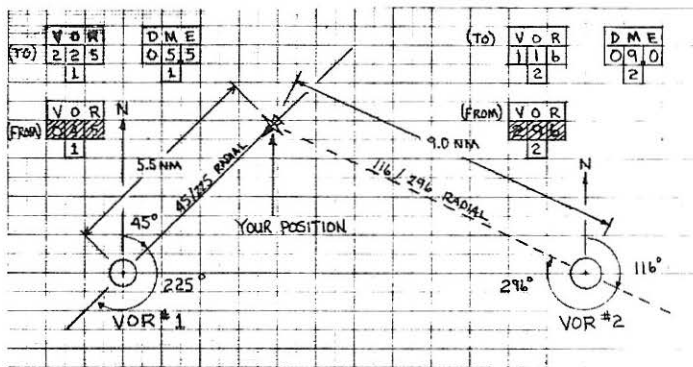 VOR
DME
(TO) 225 055
1 1
VOR
(FROM) 045
1
(TO) VOR
DME
116 090
2 2
(FROM) VOR
296
2
N
N
5.5 NM
9.0 NM
45/225 RADIAL
116/296 RADIAL
YOUR POSITION
45°
225°
VOR #1
116°
296°
VOR #2